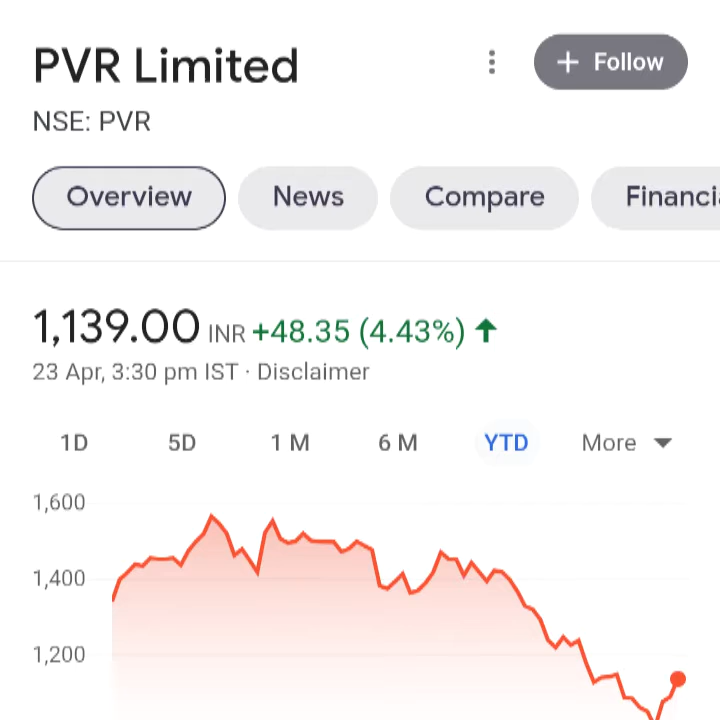 PVR Limited
+ Follow
NSE: PVR
Overview News Compare Financi
1,139.00 INR +48.35 (4.43%)
23 Apr, 3:30 pm IST · Disclaimer
1D 5D 1 M 6 M YTD More
1,600
1,400
1,200